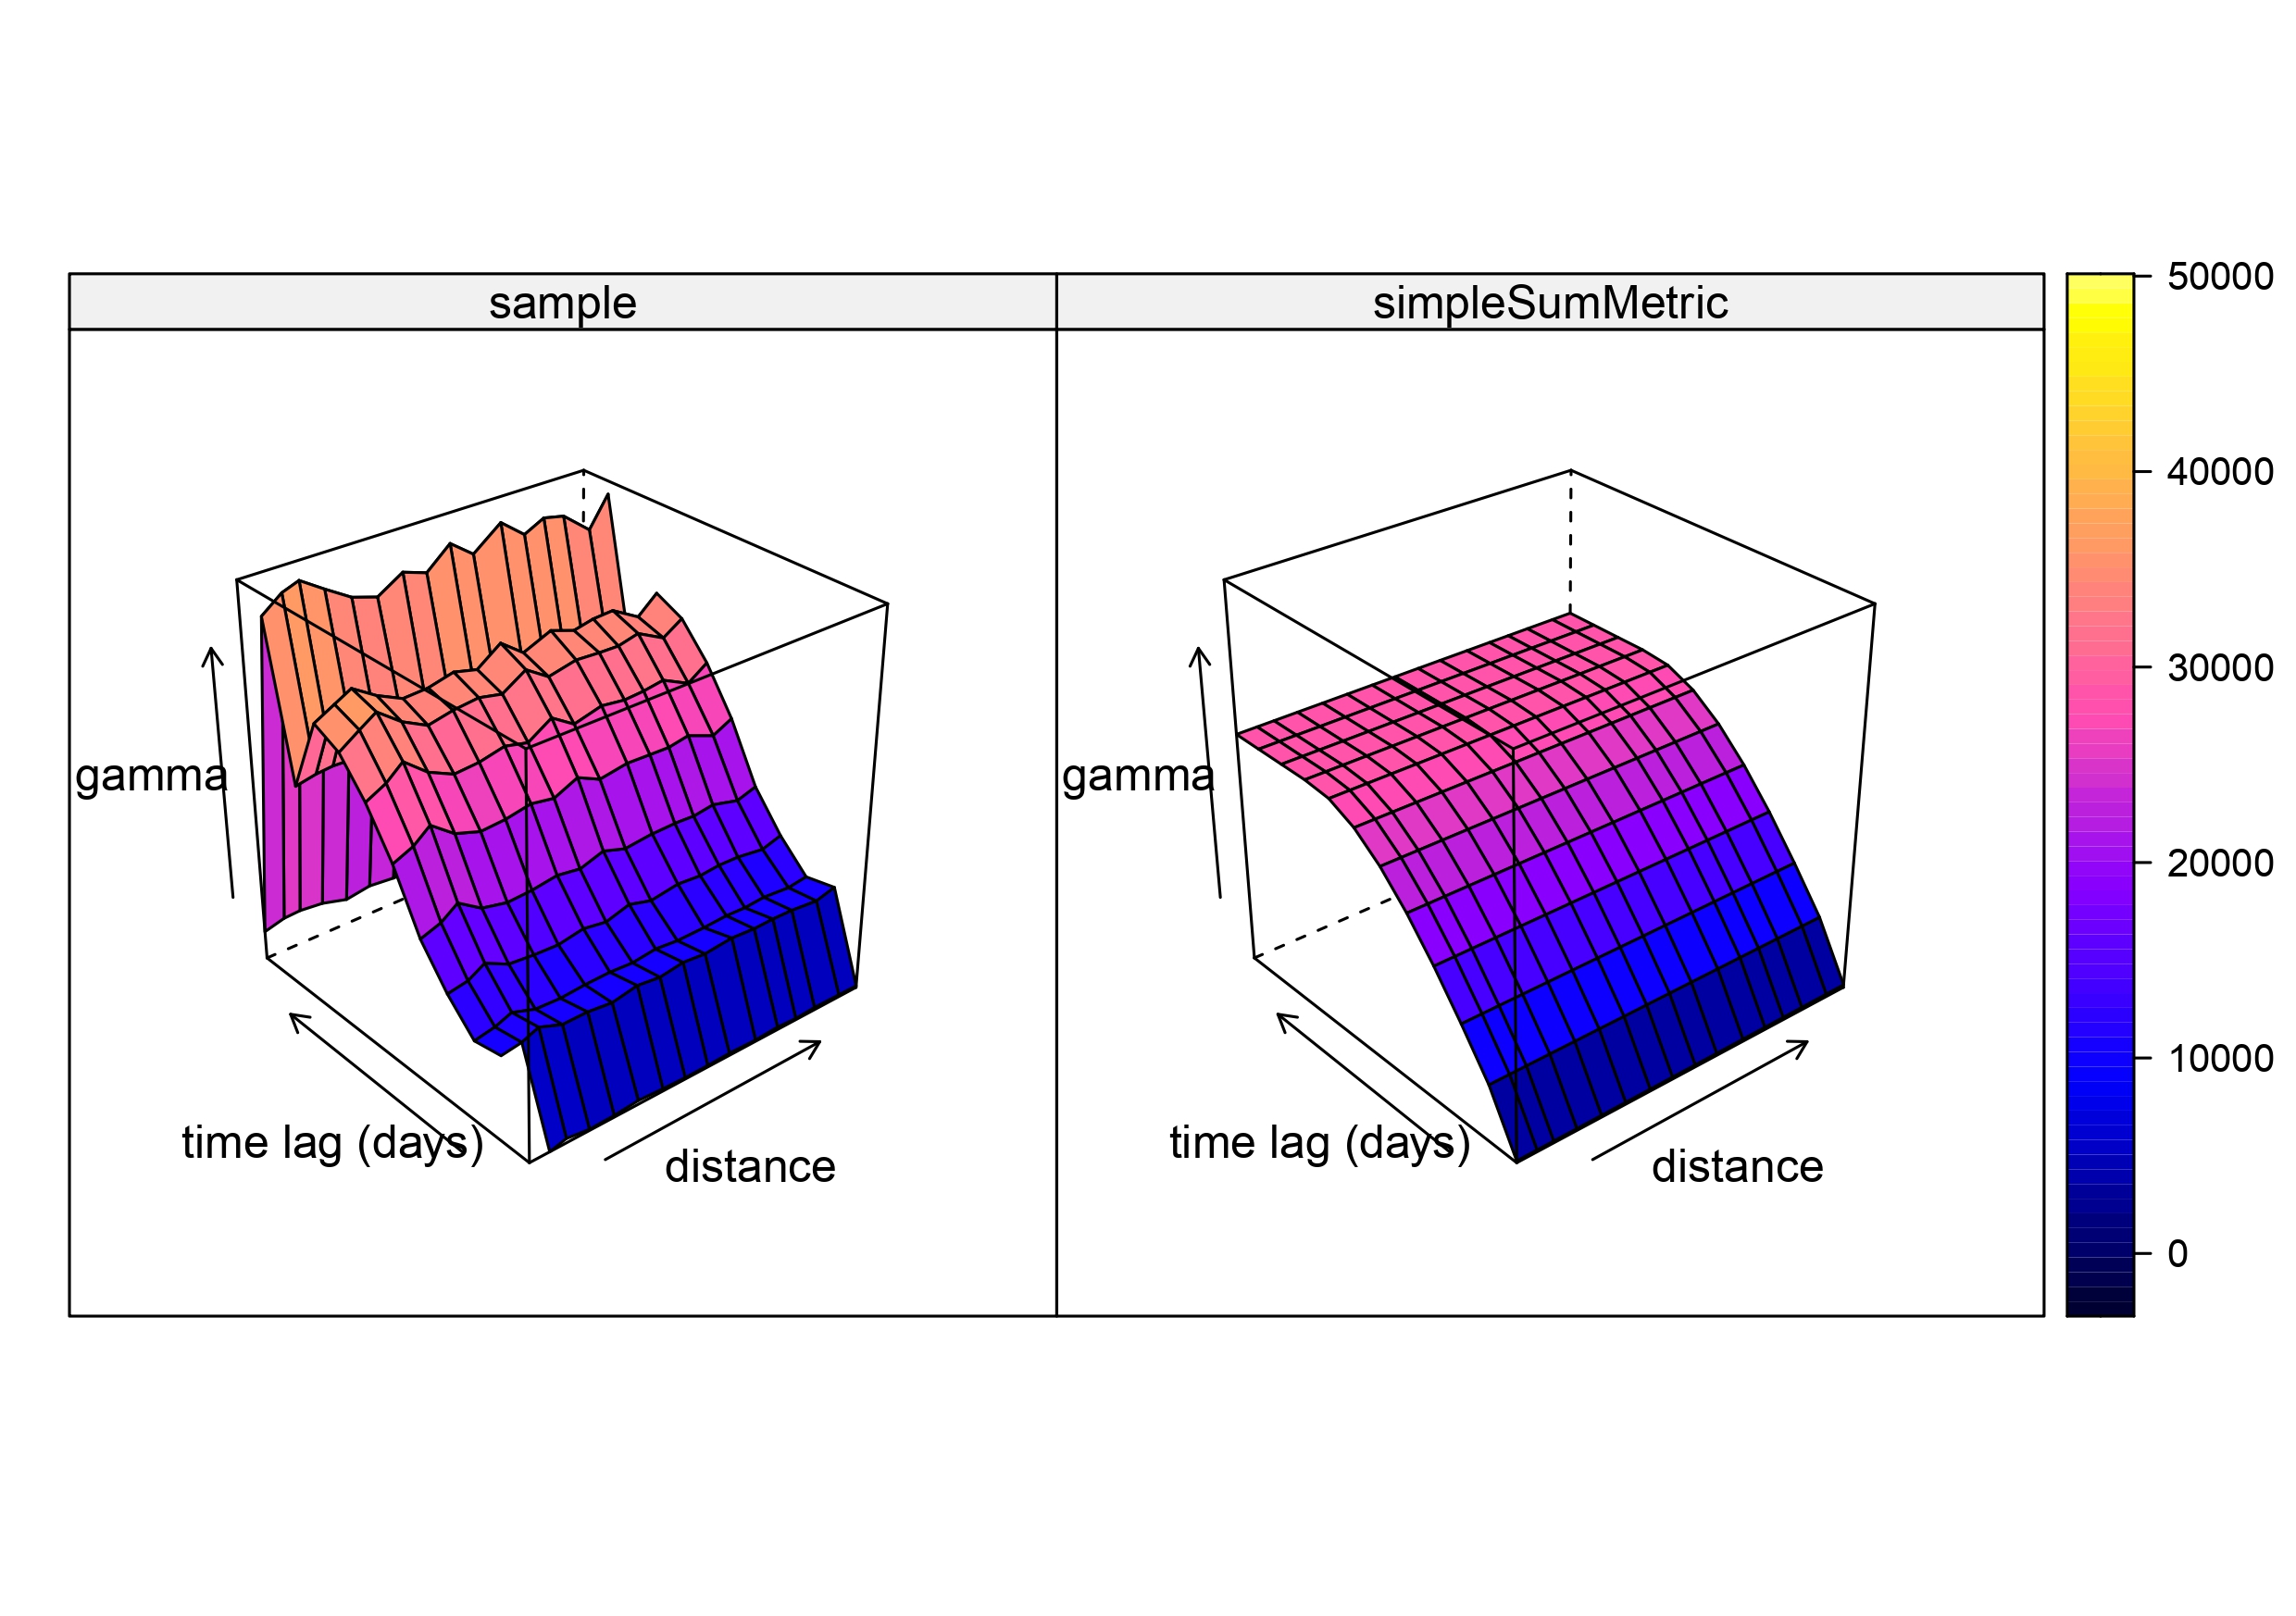 sample
simpleSumMetric
gamma
time lag (days)
distance
gamma
time lag (days)
distance
50000
40000
30000
20000
10000
0